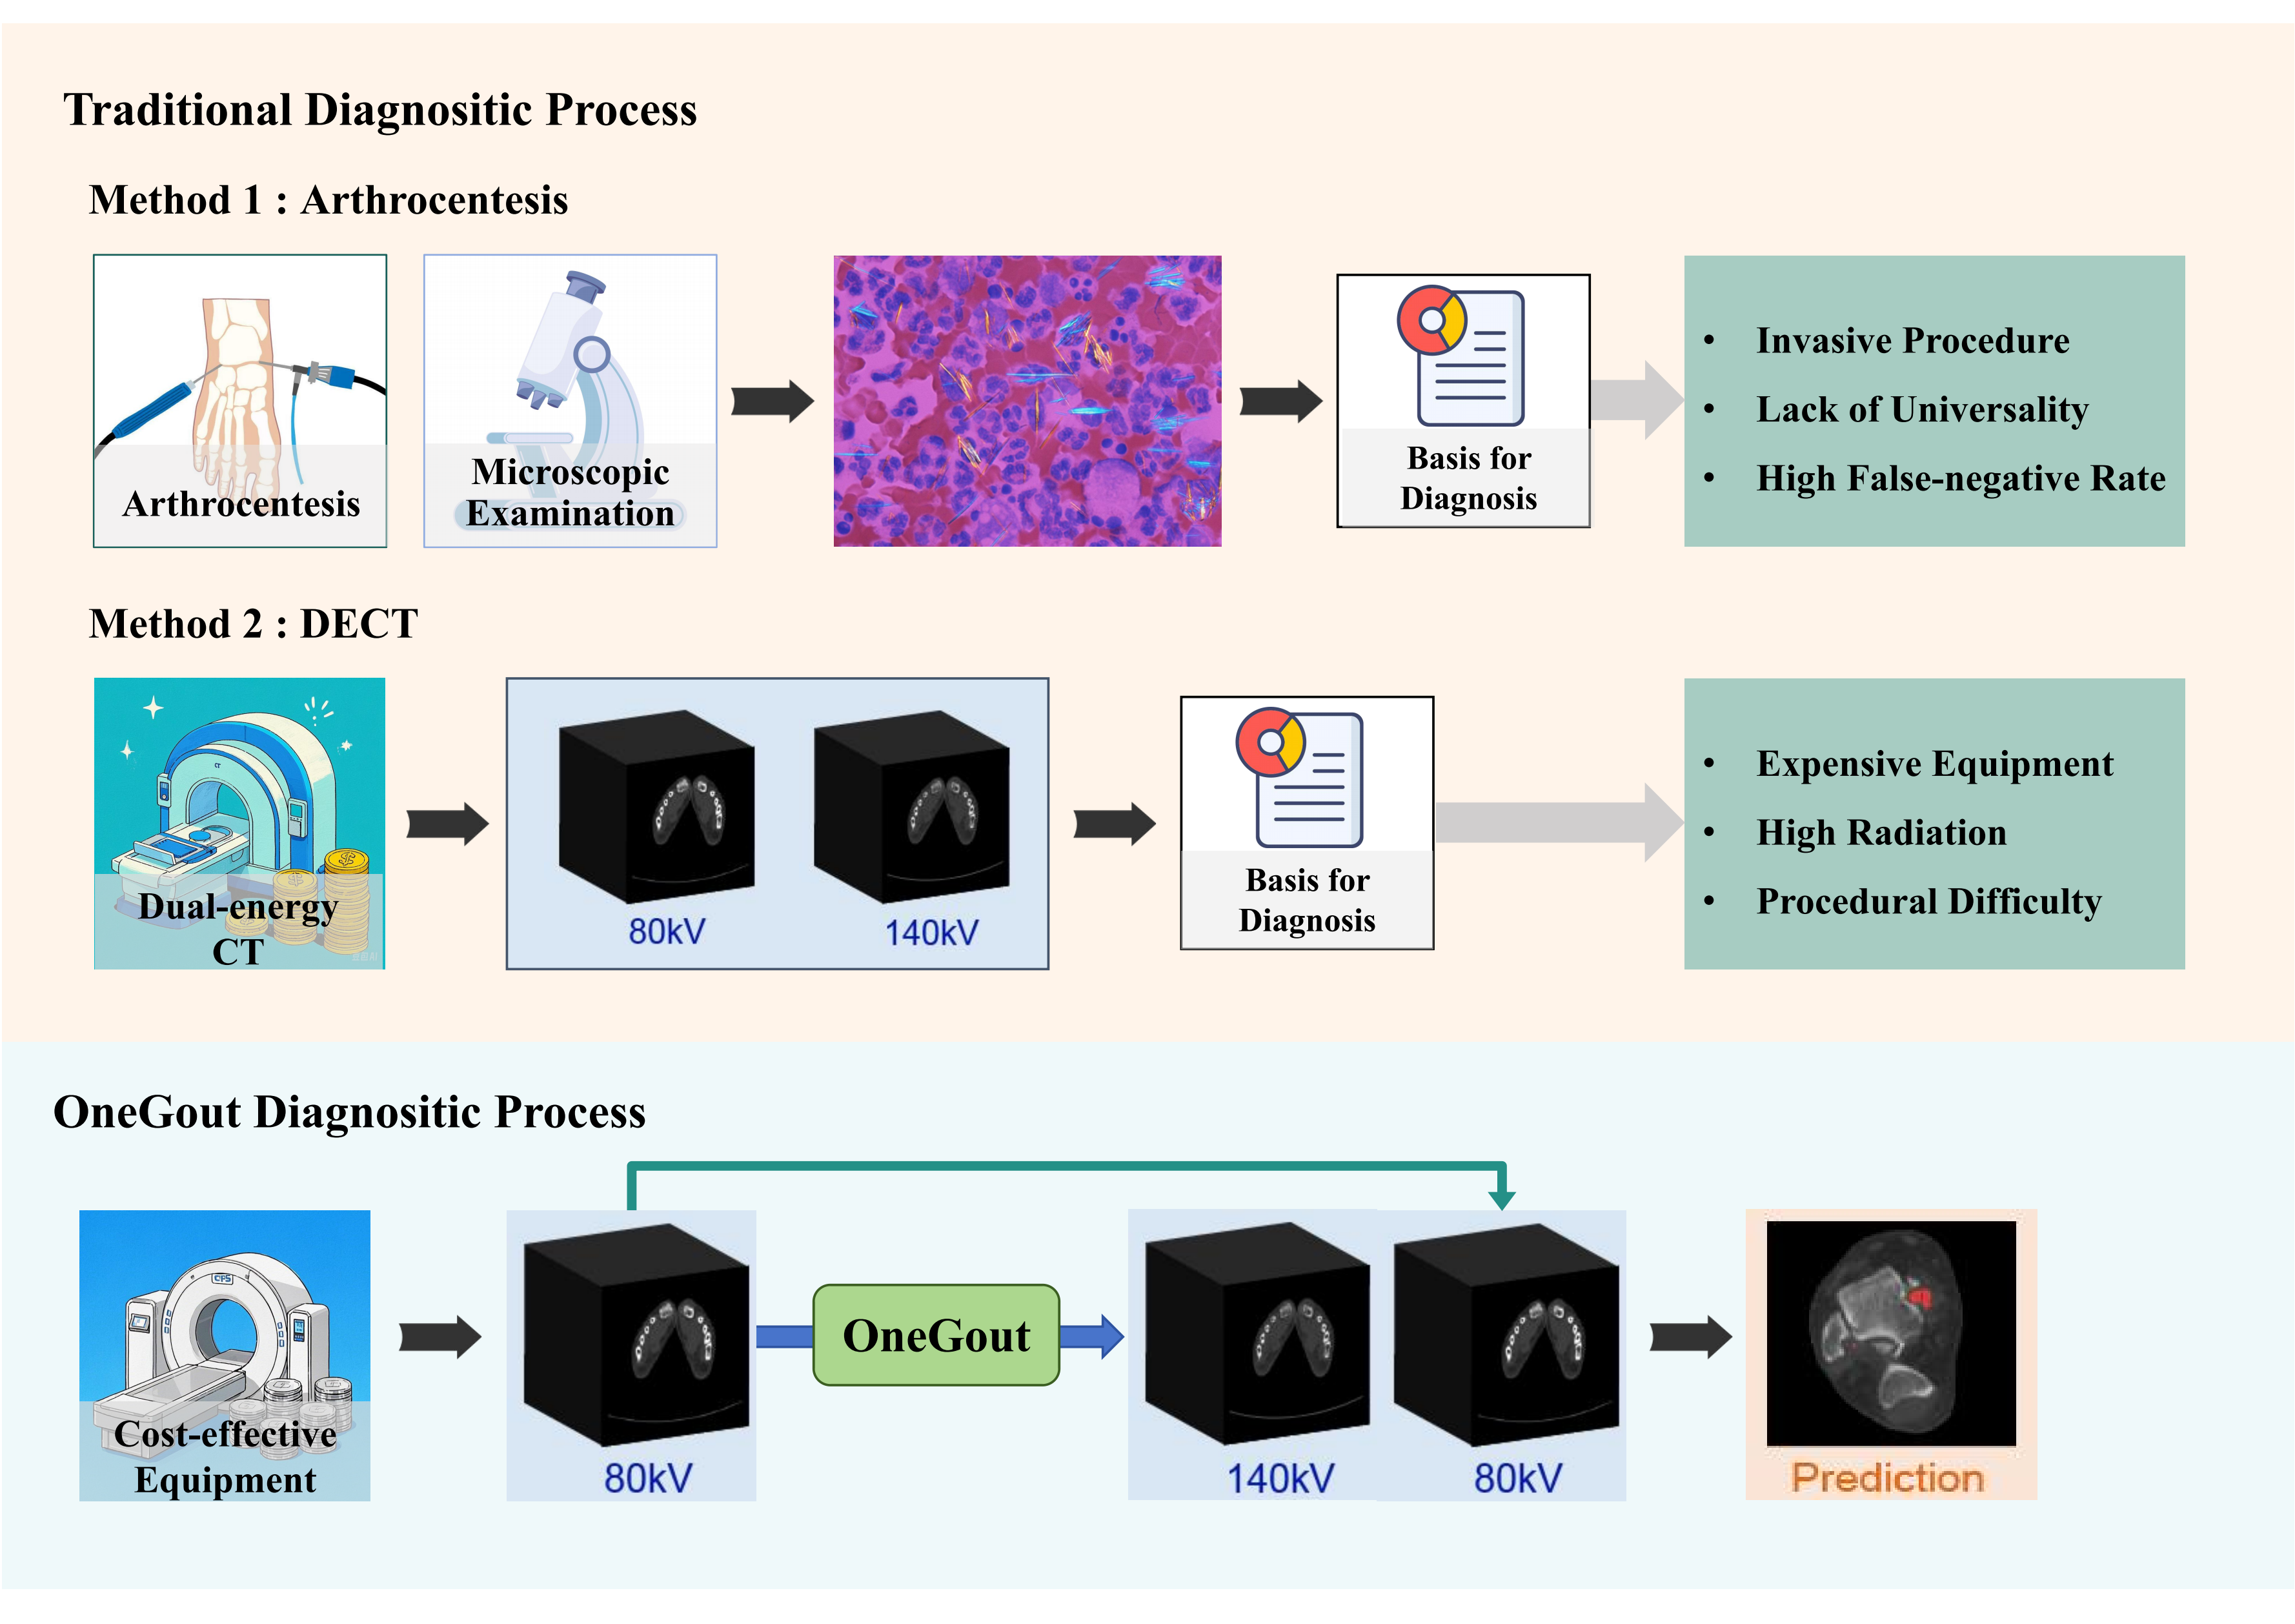 Traditional Diagnositic Process
Method 1 : Arthrocentesis
Arthrocentesis
Microscopic
Examination
Basis for
Diagnosis
• Invasive Procedure
• Lack of Universality
• High False-negative Rate
Method 2 : DECT
Dual-energy
CT
80kV
140kV
Basis for
Diagnosis
• Expensive Equipment
• High Radiation
• Procedural Difficulty
OneGout Diagnositic Process
Cost-effective
Equipment
80kV
OneGout
140kV
80kV
Prediction